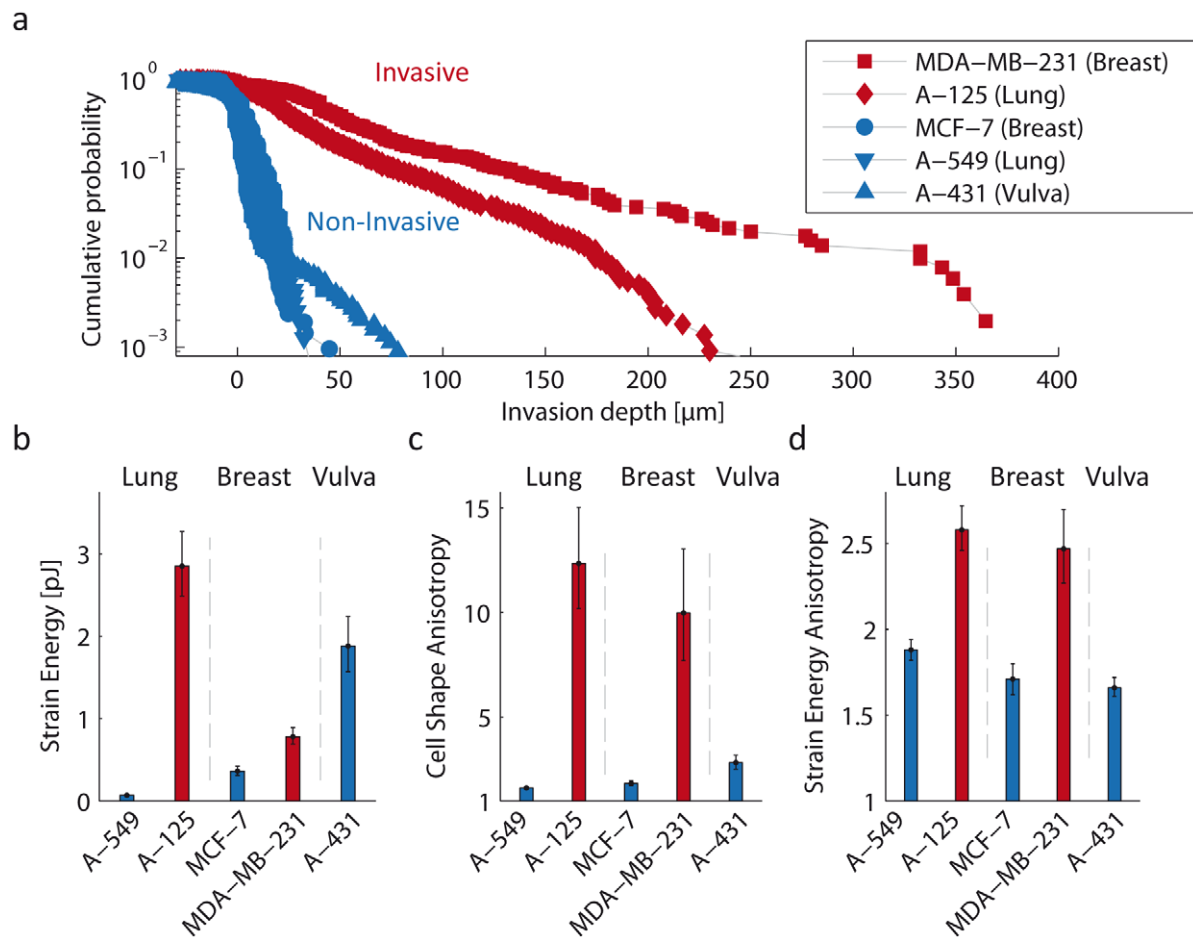 a
Invasive
Non-Invasive
MDA−MB−231 (Breast)
A−125 (Lung)
MCF−7 (Breast)
A−549 (Lung)
A−431 (Vulva)
Cumulative probability
10⁰
10⁻¹
10⁻²
10⁻³
0 50 100 150 200 250 300 350 400
Invasion depth [µm]
b
Lung Breast Vulva
Strain Energy [pJ]
3
2
1
0
A−549 A−125 MCF−7 MDA−MB−231 A−431
c
Lung Breast Vulva
Cell Shape Anisotropy
15
10
5
1
A−549 A−125 MCF−7 MDA−MB−231 A−431
d
Lung Breast Vulva
Strain Energy Anisotropy
2.5
2
1.5
1
A−549 A−125 MCF−7 MDA−MB−231 A−431